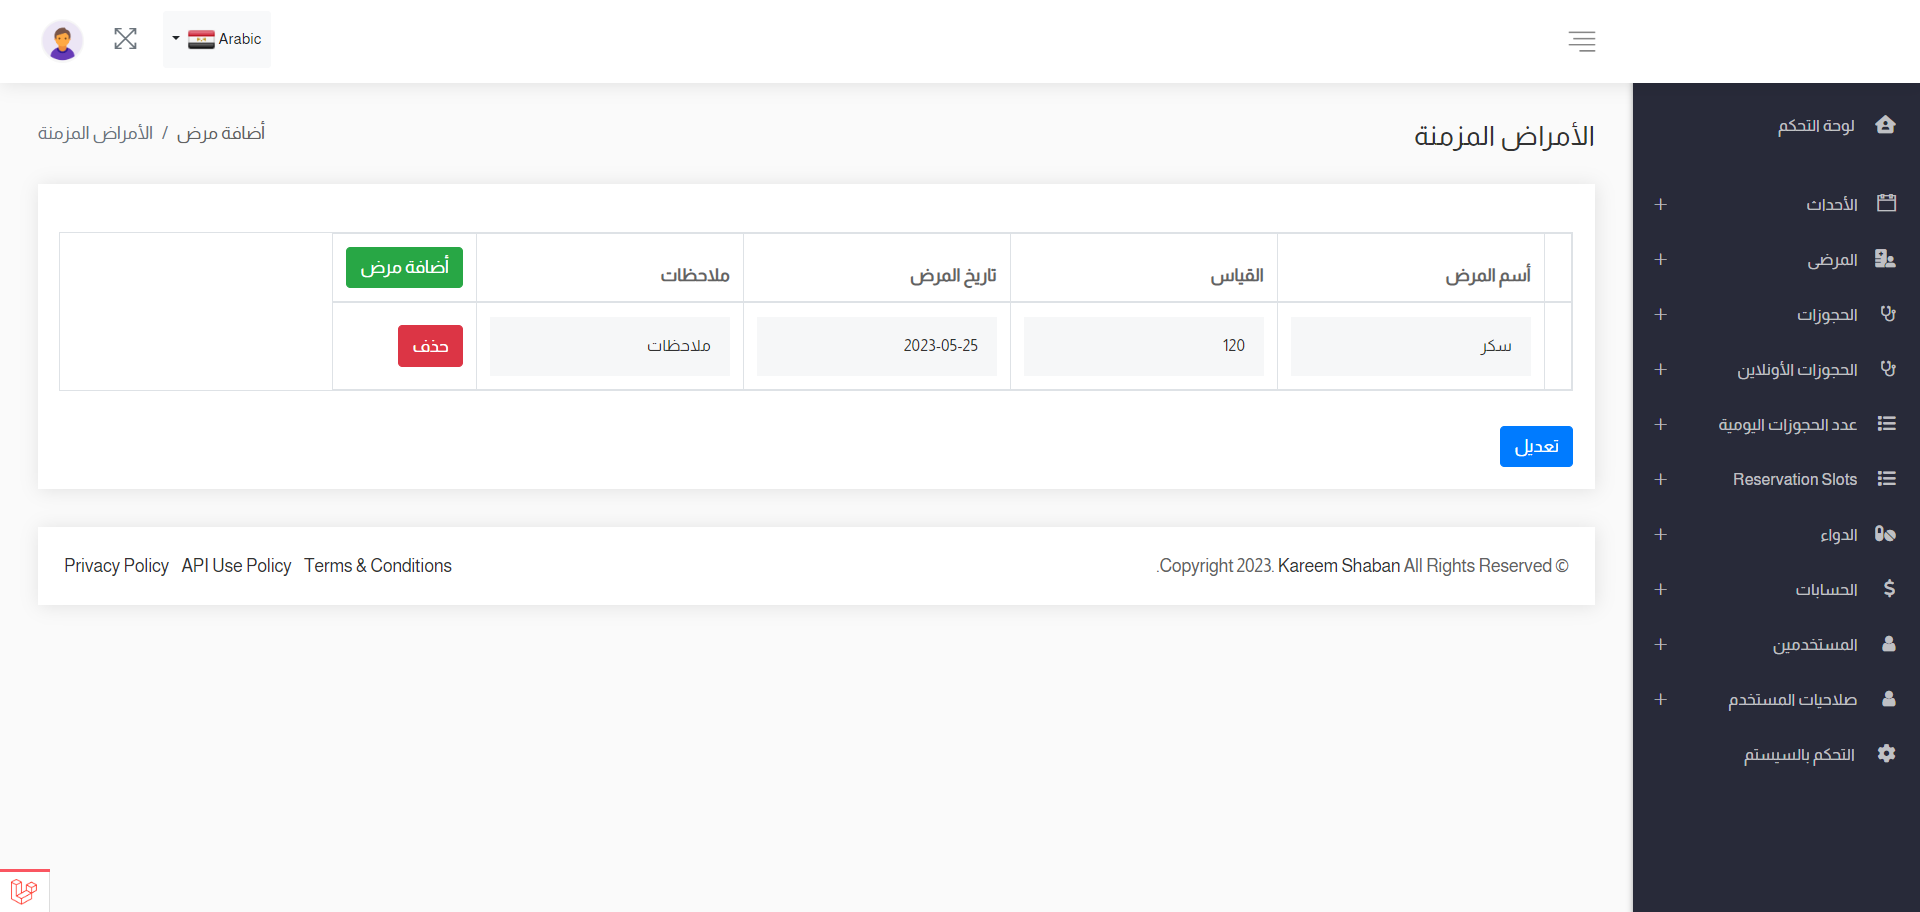 Arabic
لوحة التحكم
الأحداث
المرضى
الحجوزات
الحجوزات الأونلاين
عدد الحجوزات اليومية
Reservation Slots
الدواء
الحسابات
المستخدمين
صلاحيات المستخدم
التحكم بالسيستم
الأمراض المزمنة
أضافة مرض / الأمراض المزمنة
أسم المرض القياس تاريخ المرض ملاحظات أضافة مرض
سكر 120 2023-05-25 ملاحظات حذف
تعديل
.Copyright 2023. Kareem Shaban All Rights Reserved ©
Privacy Policy API Use Policy Terms & Conditions